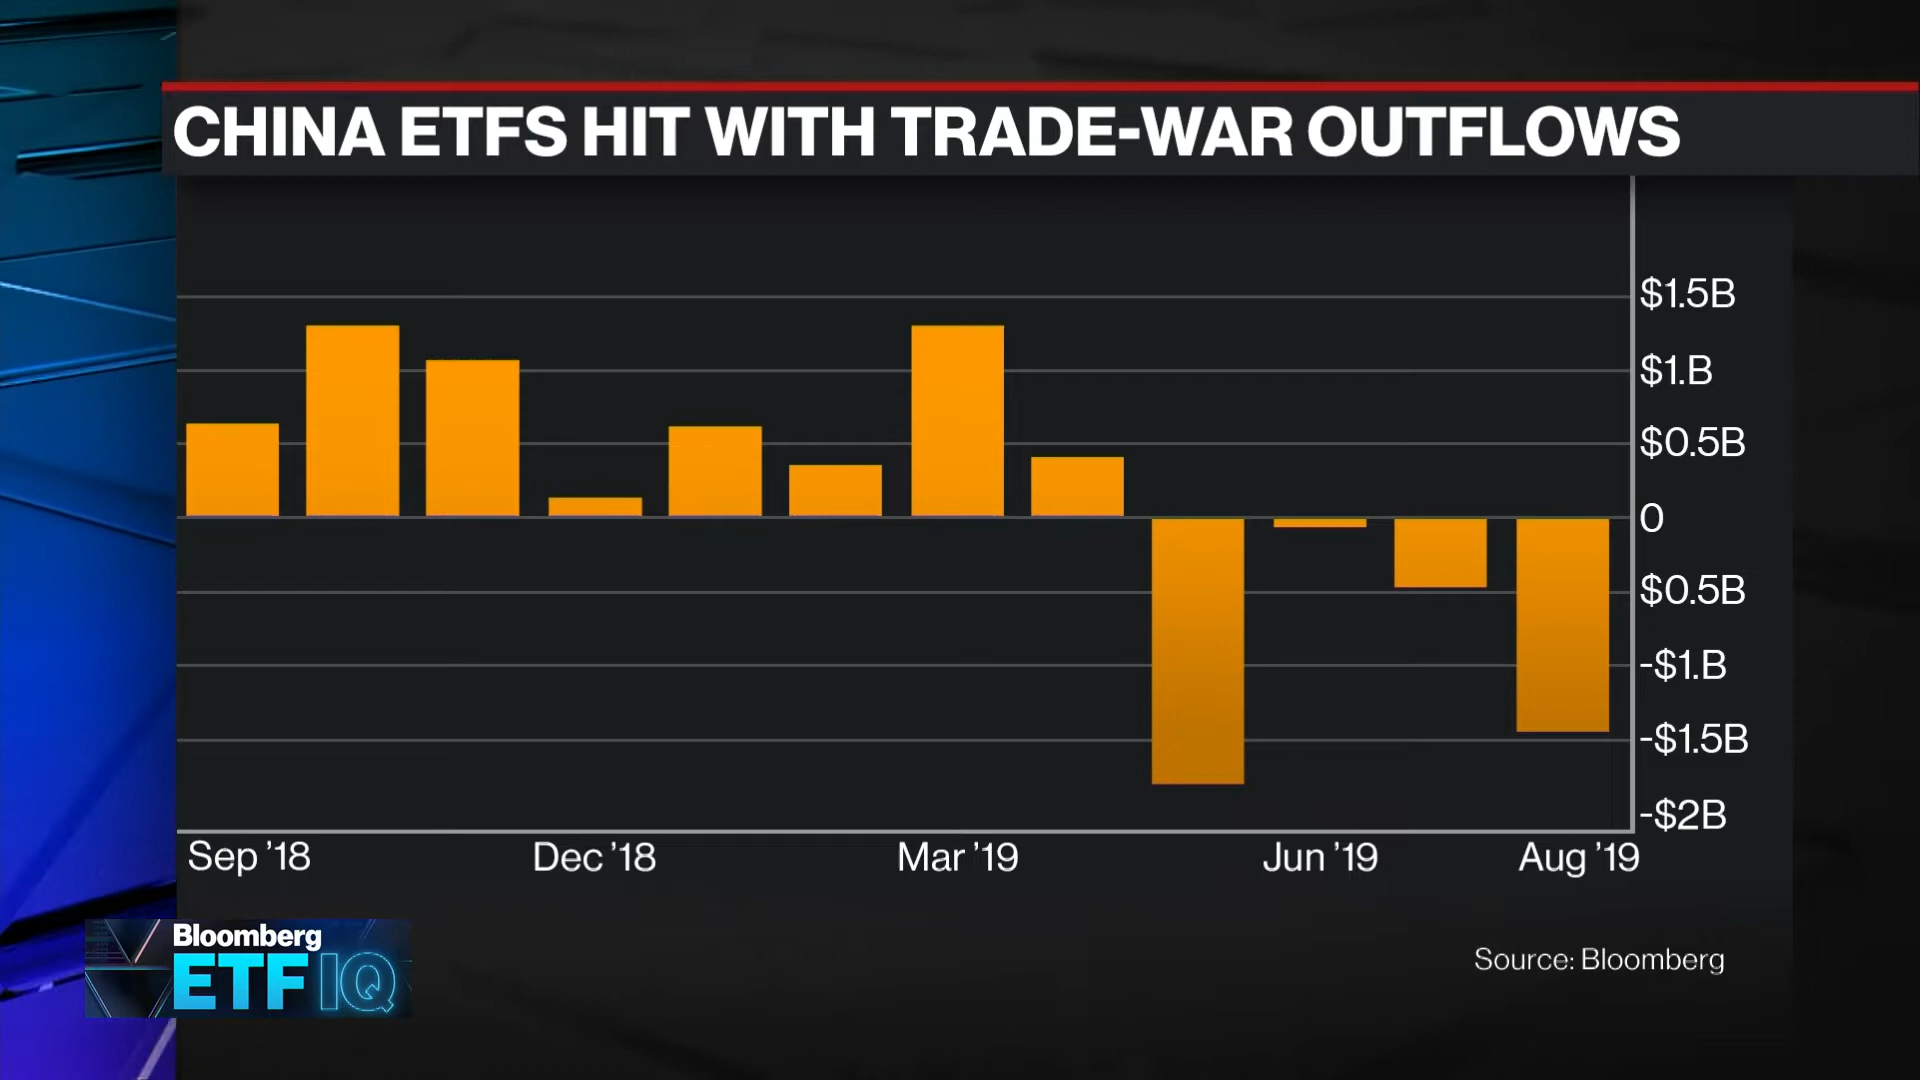 CHINA ETFS HIT WITH TRADE-WAR OUTFLOWS
$1.5B
$1.B
$0.5B
0
$0.5B
-$1.B
-$1.5B
-$2B
Sep '18
Dec '18
Mar '19
Jun '19
Aug '19
Bloomberg
ETF IQ
Source: Bloomberg